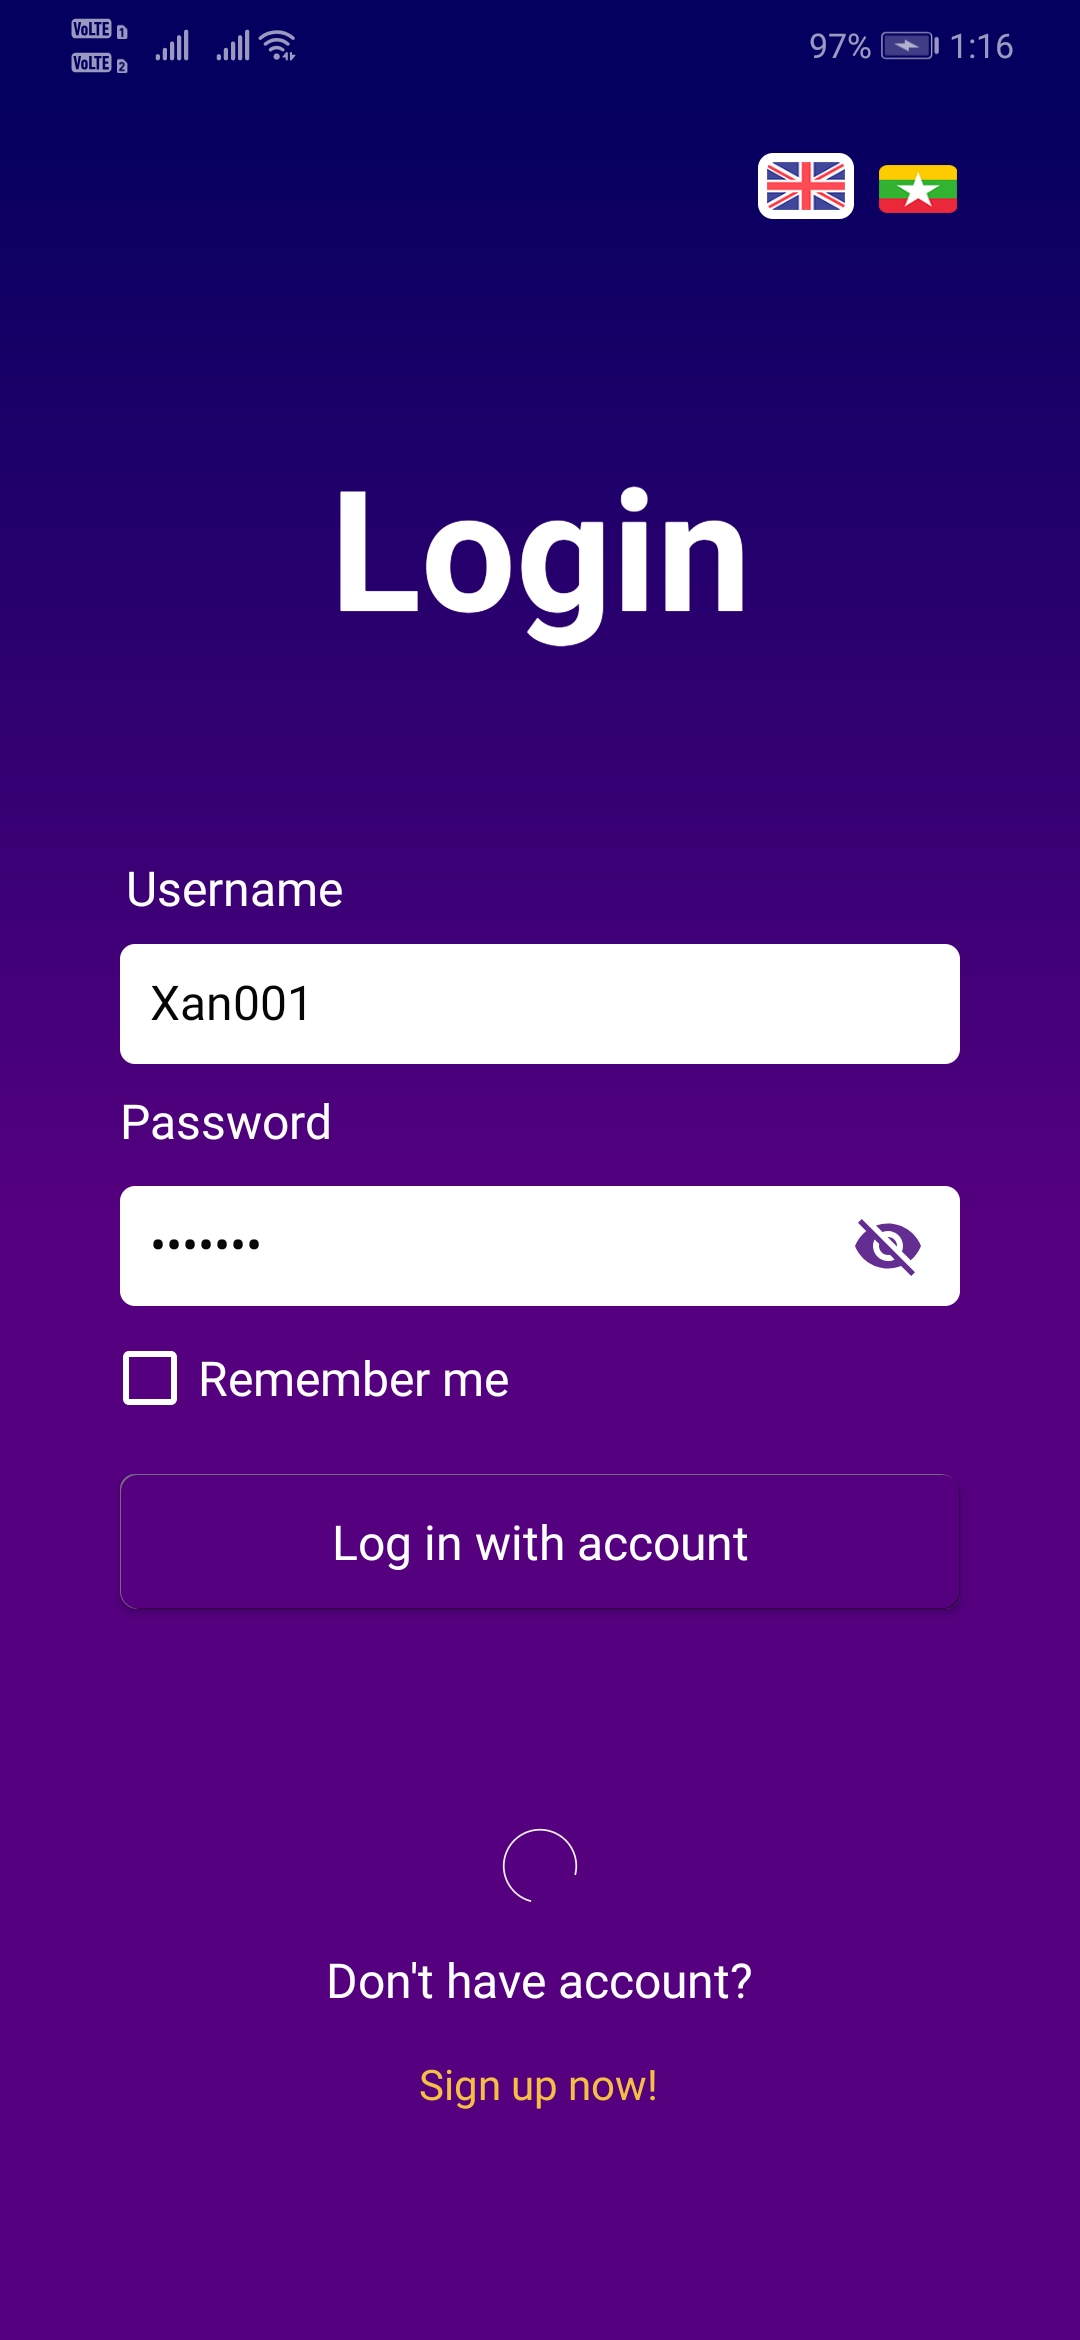 VoLTE 1
VoLTE 2
97% 1:16
Login
Username
Xan001
Password
•••••••
Remember me
Log in with account
Don't have account?
Sign up now!